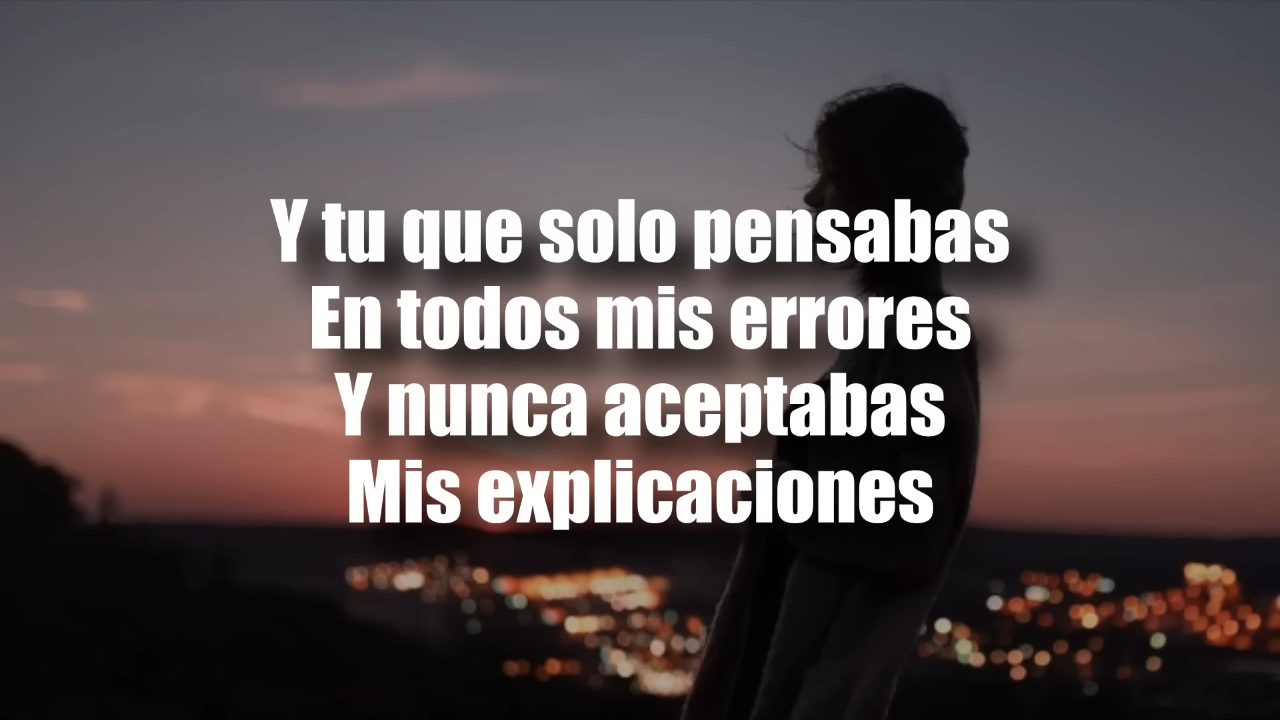 Y tu que solo pensabas
En todos mis errores
Y nunca aceptabas
Mis explicaciones